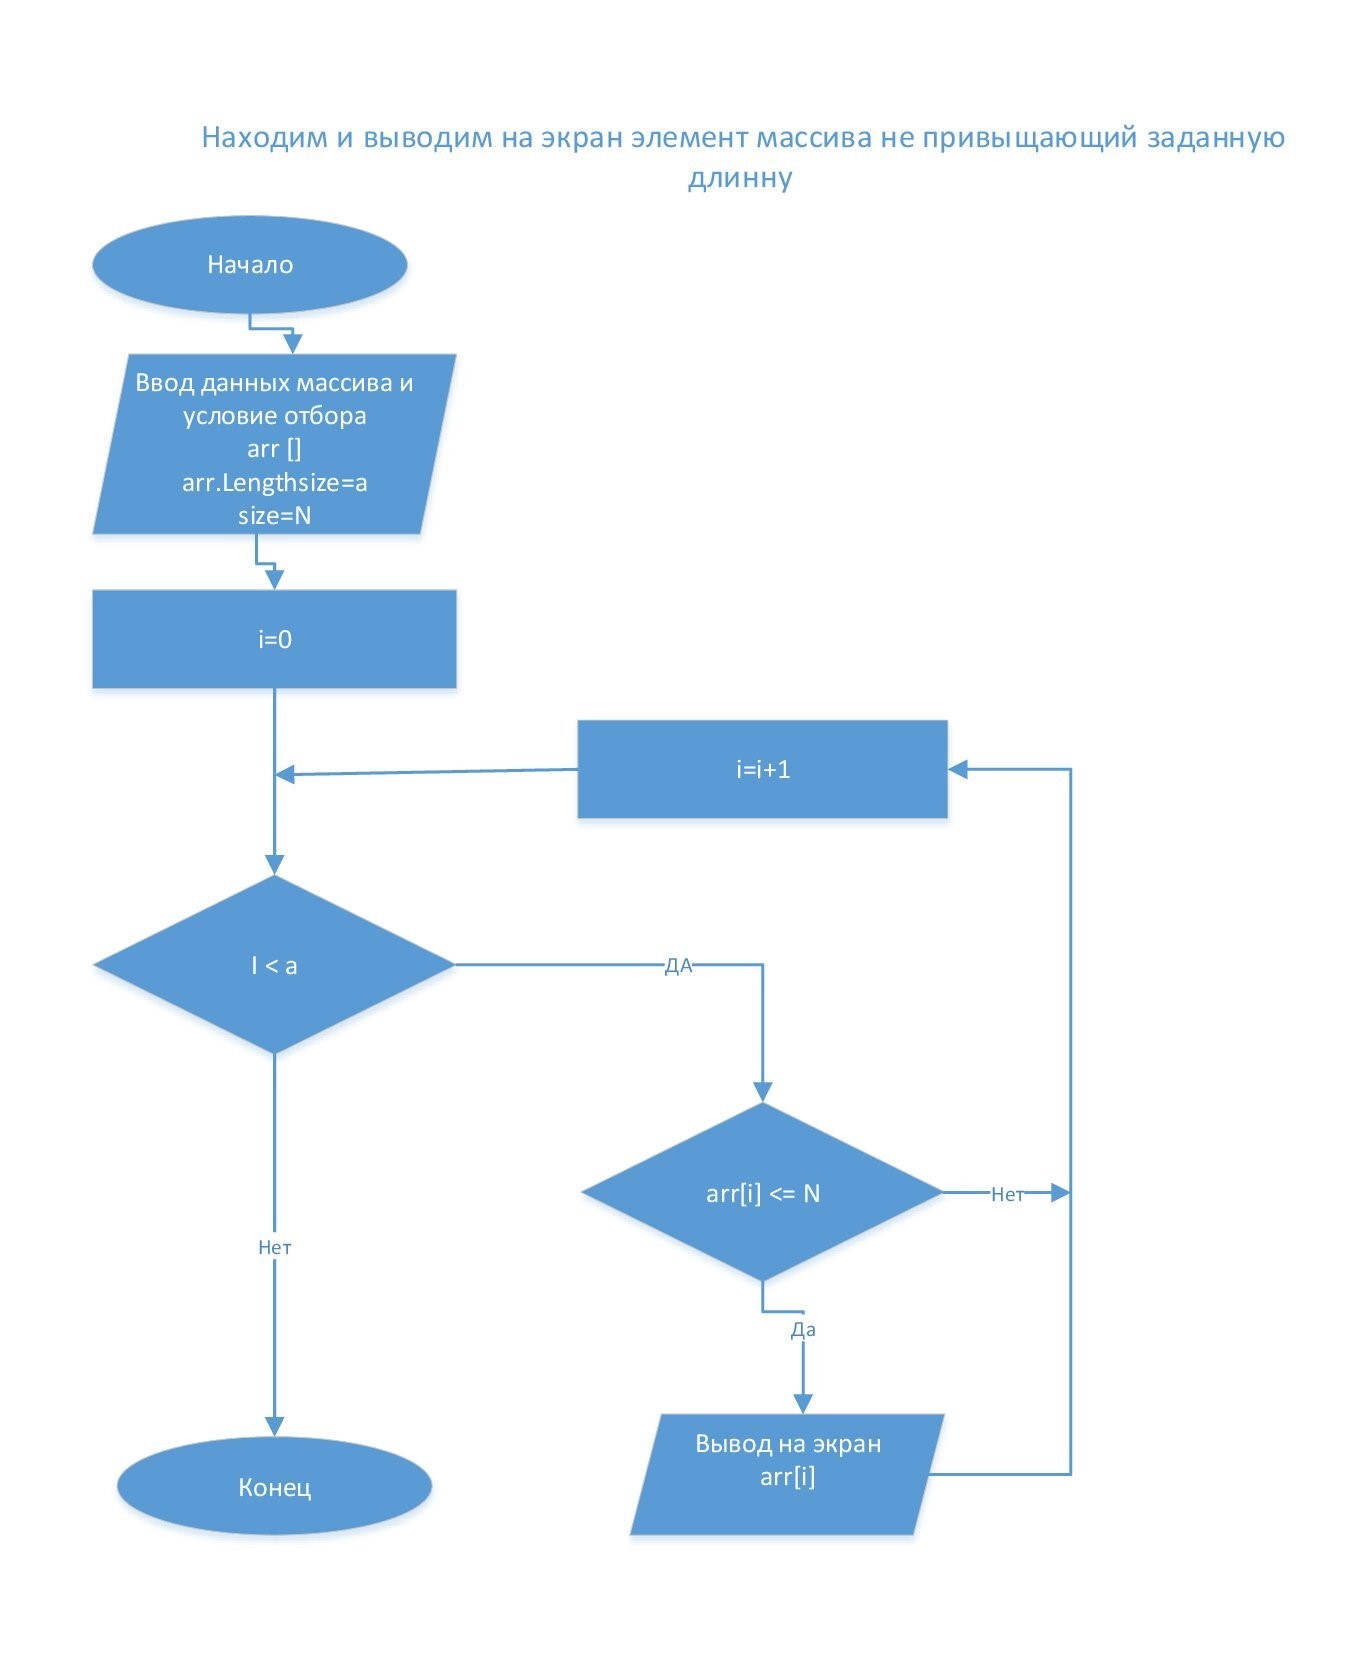 Находим и выводим на экран элемент массива не привыщающий заданную
длинну
Начало
Ввод данных массива и
условие отбора
arr []
arr.Lengthsize=a
size=N
i=0
i=i+1
I < a
ДА
arr[i] <= N
Нет
Нет
Да
Вывод на экран
arr[i]
Конец